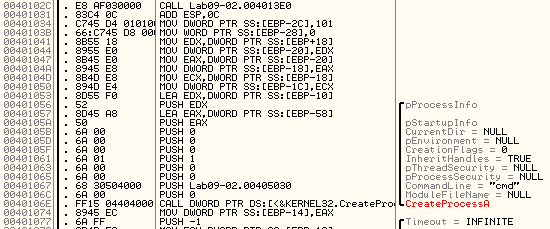 0040102C . E8 AF030000 CALL Lab09-02.004013E0
00401031 . 83C4 0C ADD ESP,0C
00401034 . C745 D4 010100 MOV DWORD PTR SS:[EBP-2C],101
0040103B . 66:C745 D8 000 MOV WORD PTR SS:[EBP-28],0
00401041 . 8B55 18 MOV EDX,DWORD PTR SS:[EBP+18]
00401044 . 8955 E0 MOV DWORD PTR SS:[EBP-20],EDX
00401047 . 8B45 E0 MOV EAX,DWORD PTR SS:[EBP-20]
0040104A . 8945 E8 MOV DWORD PTR SS:[EBP-18],EAX
0040104D . 8B4D E8 MOV ECX,DWORD PTR SS:[EBP-18]
00401050 . 894D E4 MOV DWORD PTR SS:[EBP-1C],ECX
00401053 . 8D55 F0 LEA EDX,DWORD PTR SS:[EBP-10]
00401056 . 52 PUSH EDX pProcessInfo
00401057 . 8D45 A8 LEA EAX,DWORD PTR SS:[EBP-58]
0040105A . 50 PUSH EAX pStartupInfo
0040105B . 6A 00 PUSH 0 CurrentDir = NULL
0040105D . 6A 00 PUSH 0 pEnvironment = NULL
0040105F . 6A 00 PUSH 0 CreationFlags = 0
00401061 . 6A 01 PUSH 1 InheritHandles = TRUE
00401063 . 6A 00 PUSH 0 pThreadSecurity = NULL
00401065 . 6A 00 PUSH 0 pProcessSecurity = NULL
00401067 . 68 30504000 PUSH Lab09-02.00405030 CommandLine = "cmd"
0040106C . 6A 00 PUSH 0 ModuleFileName = NULL
0040106E . FF15 04404000 CALL DWORD PTR DS:[<&KERNEL32.CreateProc CreateProcessA
00401074 . 8945 EC MOV DWORD PTR SS:[EBP-14],EAX
00401077 . 6A FF PUSH -1 Timeout = INFINITE